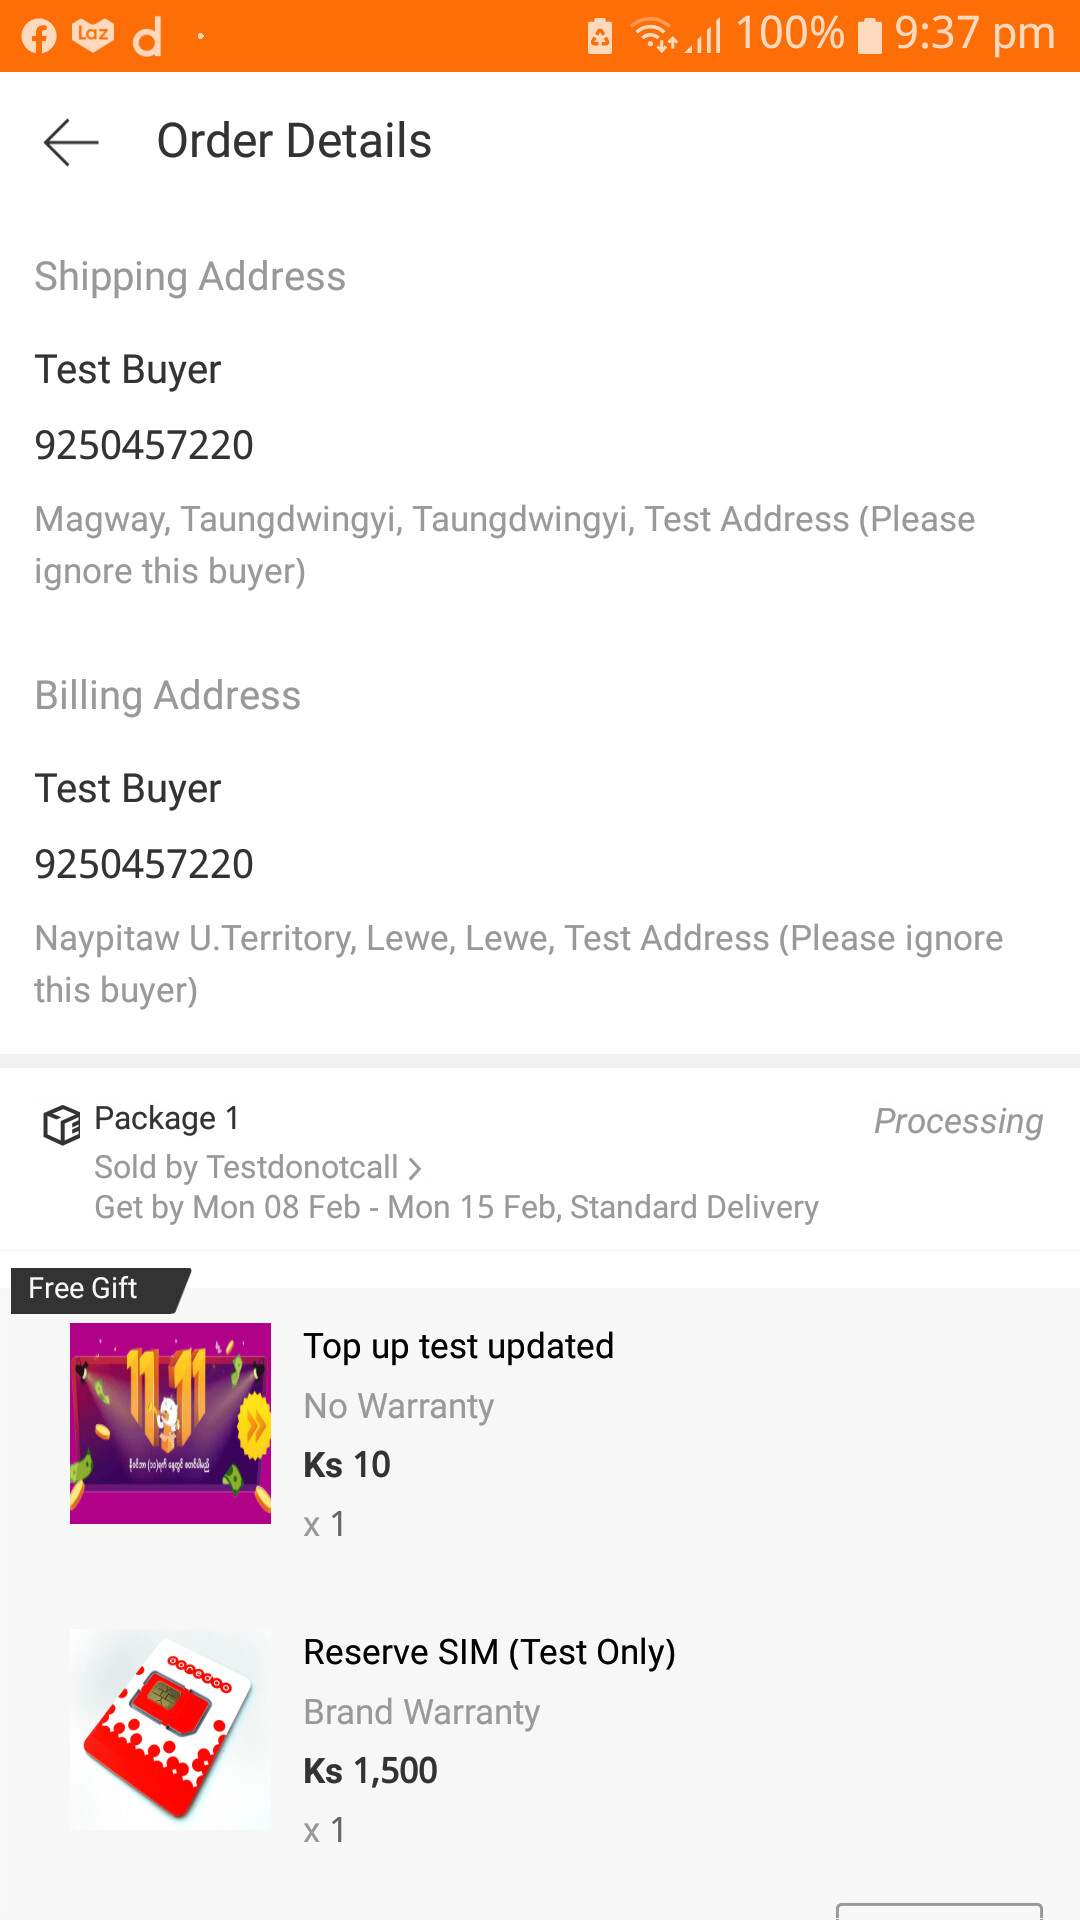 Laz
100%
9:37 pm
Order Details
Shipping Address
Test Buyer
9250457220
Magway, Taungdwingyi, Taungdwingyi, Test Address (Please
ignore this buyer)
Billing Address
Test Buyer
9250457220
Naypitaw U.Territory, Lewe, Lewe, Test Address (Please ignore
this buyer)
Package 1
Processing
Sold by Testdonotcall >
Get by Mon 08 Feb - Mon 15 Feb, Standard Delivery
Free Gift
11.11
Top up test updated
No Warranty
Ks 10
x 1
ooredoo
Reserve SIM (Test Only)
Brand Warranty
Ks 1,500
x 1